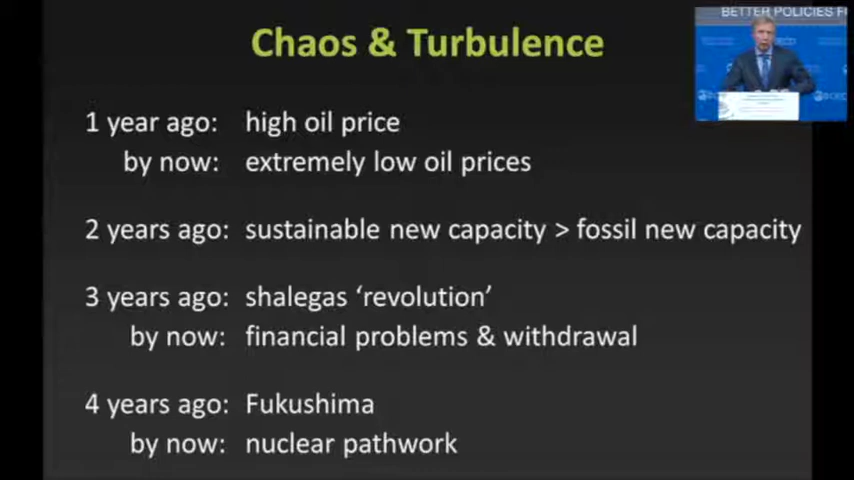 BETTER POLICIES F
Chaos & Turbulence
1 year ago: high oil price
by now: extremely low oil prices
2 years ago: sustainable new capacity > fossil new capacity
3 years ago: shalegas ‘revolution’
by now: financial problems & withdrawal
4 years ago: Fukushima
by now: nuclear pathwork